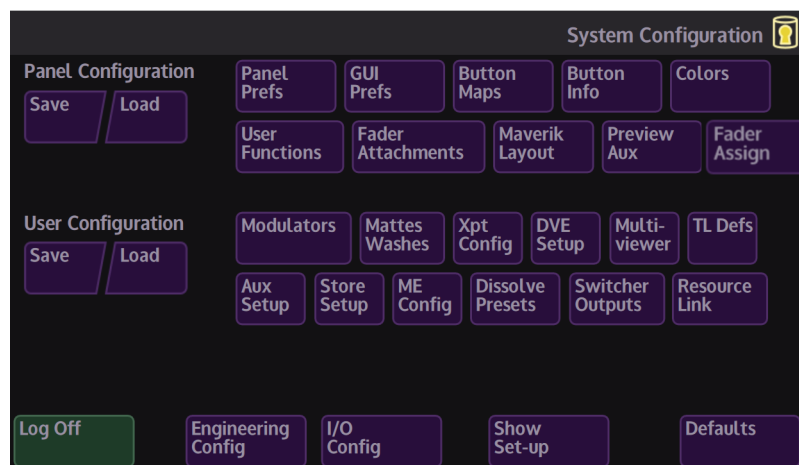 System Configuration
Panel Configuration
Save Load
Panel Prefs
GUI Prefs
Button Maps
Button Info
Colors
User Functions
Fader Attachments
Maverik Layout
Preview Aux
Fader Assign
User Configuration
Save Load
Modulators
Mattes Washes
Xpt Config
DVE Setup
Multi-
viewer
TL Defs
Aux Setup
Store Setup
ME Config
Dissolve Presets
Switcher Outputs
Resource Link
Log Off
Engineering Config
I/O Config
Show Set-up
Defaults